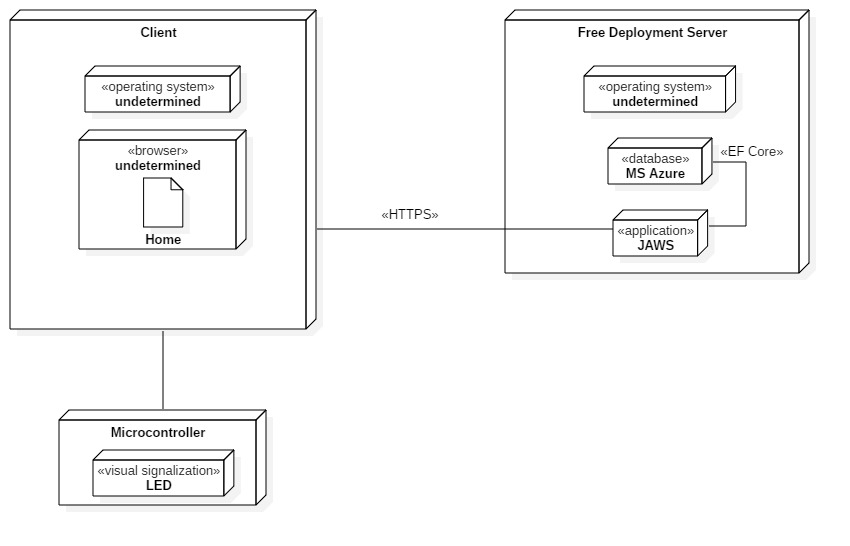 Client
«operating system»
undetermined
«browser»
undetermined
Home
«HTTPS»
Free Deployment Server
«operating system»
undetermined
«database»
MS Azure
«EF Core»
«application»
JAWS
Microcontroller
«visual signalization»
LED